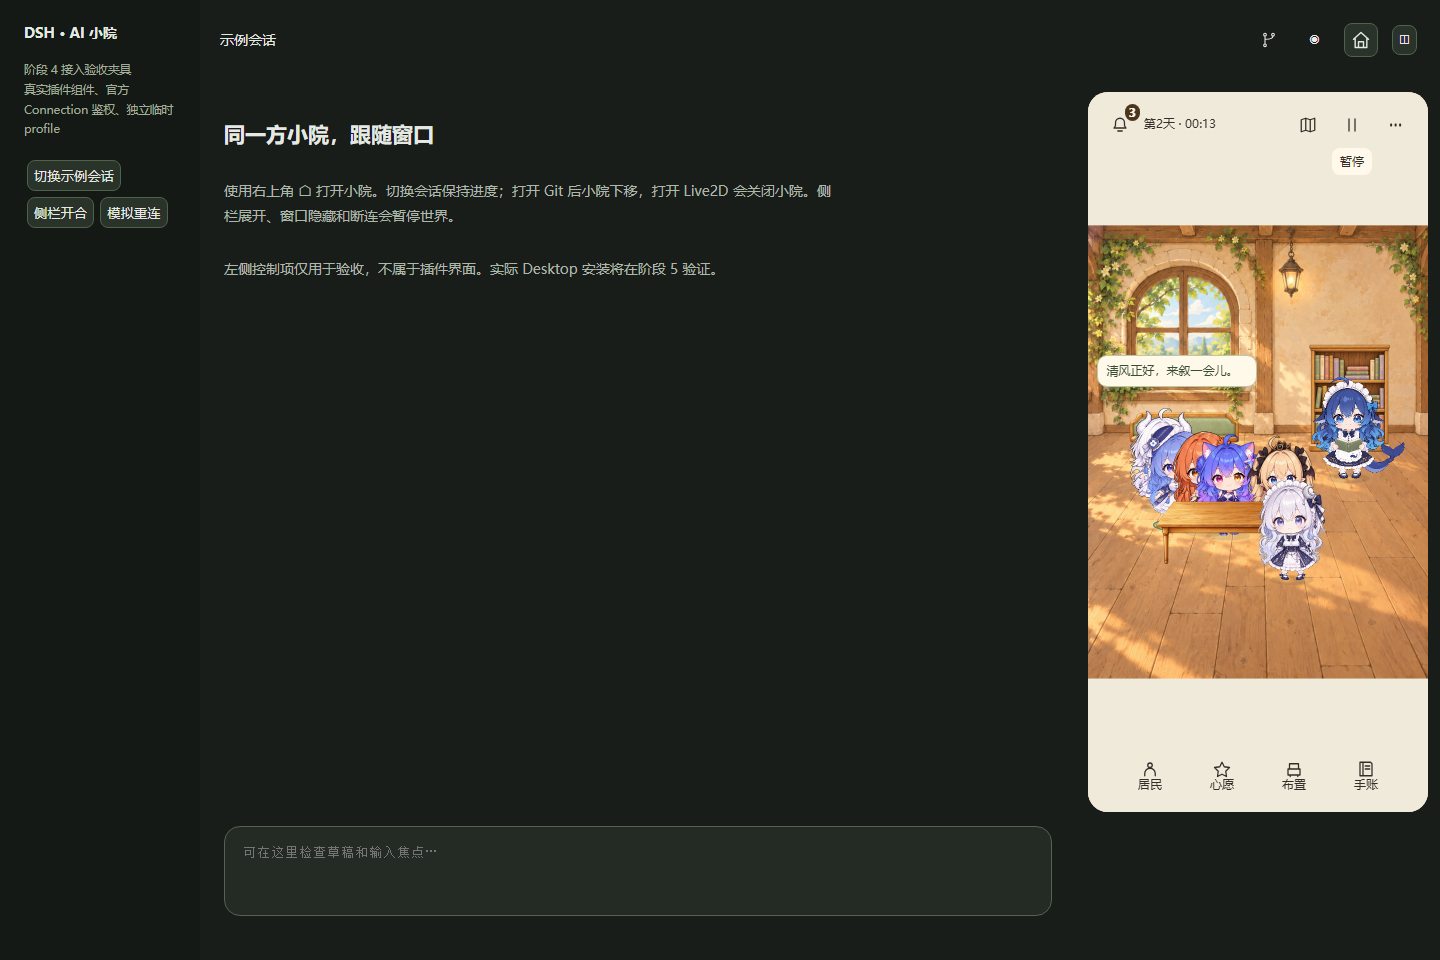 DSH • AI 小院
阶段 4 接入验收夹具
真实插件组件、官方
Connection 鉴权、独立临时
profile
切换示例会话
侧栏开合
模拟重连
示例会话
同一方小院，跟随窗口
使用右上角 ☖ 打开小院。切换会话保持进度；打开 Git 后小院下移，打开 Live2D 会关闭小院。侧
栏展开、窗口隐藏和断连会暂停世界。
左侧控制项仅用于验收，不属于插件界面。实际 Desktop 安装将在阶段 5 验证。
可在这里检查草稿和输入焦点…
3
第2天 · 00:13
暂停
清风正好，来叙一会儿。
居民
心愿
布置
手账